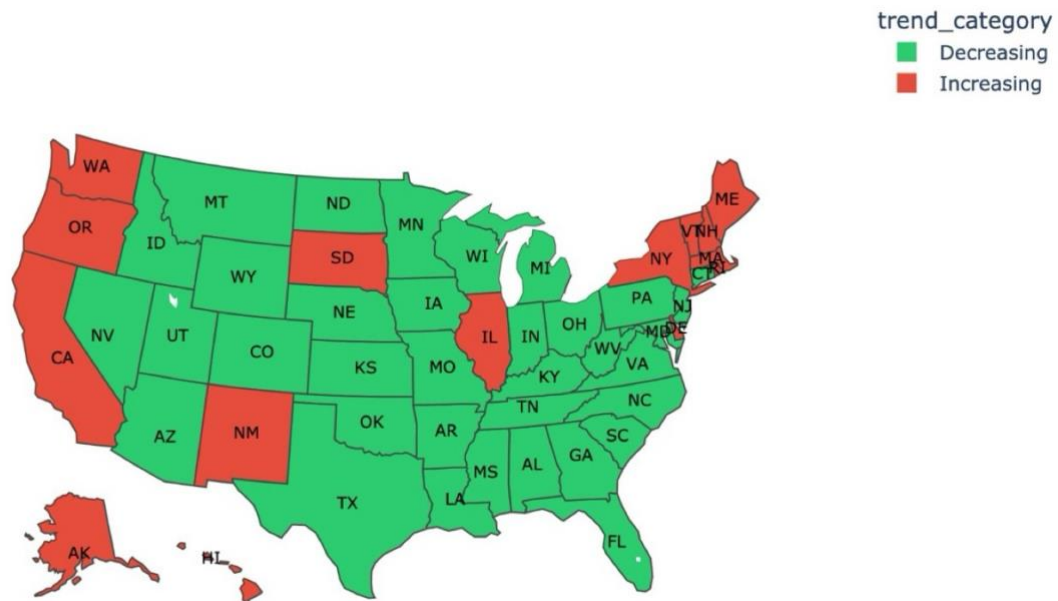 trend_category
Decreasing
Increasing
WA
MT
ND
MN
ME
OR
ID
SD
WI
VT
NH
WY
MI
NY
MA
RI
CT
NE
IA
PA
NJ
NV
UT
CO
IL
IN
OH
MD
DE
CA
KS
MO
WV
VA
KY
AZ
NM
OK
AR
TN
NC
SC
MS
AL
GA
TX
LA
FL
AK
HI